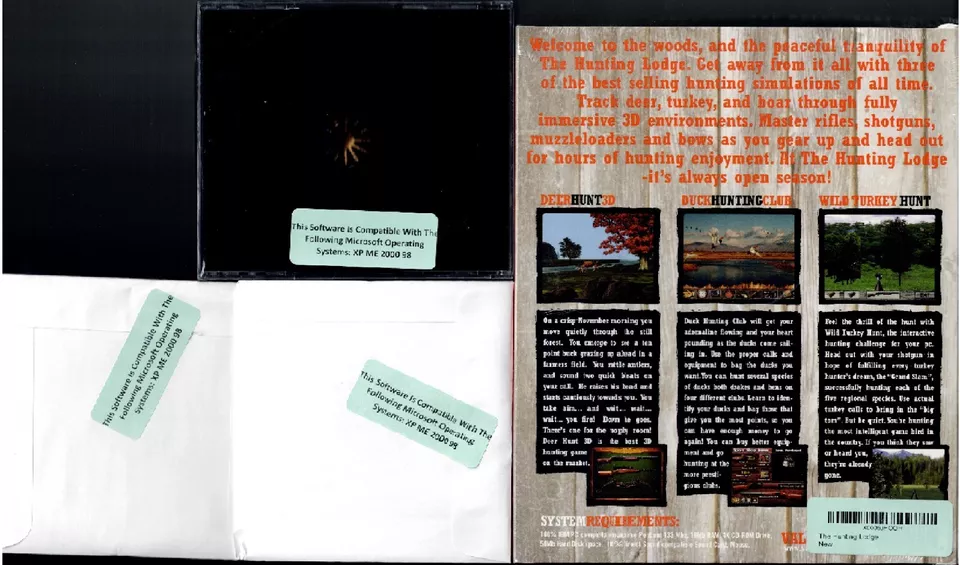 This Software is Compatible With The
Following Microsoft Operating
Systems: XP ME 2000 98
This Software is Compatible With The
Following Microsoft Operating
Systems: XP ME 2000 98
This Software is Compatible With The
Following Microsoft Operating
Systems: XP ME 2000 98
Welcome to the woods, and the peaceful tranquility of
The Hunting Lodge. Get away from it all with three
of the best selling hunting simulations of all time.
Track deer, turkey, and boar through fully
immersive 3D environments. Master rifles, shotguns,
muzzleloaders and bows as you gear up and head out
for hours of hunting enjoyment. At The Hunting Lodge
-it's always open season!
DEERHUNT3D
On a crisp November morning you
move quietly through the still
forest. You
to see a ten
point buck grazing up ahead in a
farmers field. You rattle antlers,
and sound two quick bleats on
your call. He raises his head and
starts cautiously towards you. You
take aim... and wait... wait...
wait... you fire! Down he goes.
There's one for the trophy room!
Deer Hunt 3D is the best 3D
hunting game
on the market.
DUCKHUNTINGCLUB
Duck Hunting Club will get your
adrenaline flowing and your heart
pounding as the ducks come sail-
ing in. Use the proper calls and
equipment to bag the ducks you
want. You can hunt several species
of ducks both drakes and hens on
four different clubs. Learn to iden-
tify your ducks and bag those that
give you the most points, so you
can have enough money to go
again! You can buy better equip-
ment and go
hunting at the
more presti-
gious clubs.
WILD TURKEY HUNT
Feel the thrill of the hunt with
Wild Turkey Hunt, the interactive
hunting challenge for your pc.
Head out with your shotgun in
hope of fulfilling every turkey
hunter's dream, the "Grand Slam",
successfully hunting each of the
five regional species. Use actual
turkey calls to bring in the "big
tom". But be quiet. You're hunting
the most intelligent game bird in
the country. If you think they saw
or heard you,
they're already
gone.
SYSTEM REQUIREMENTS:
The Hunting Lodge
New